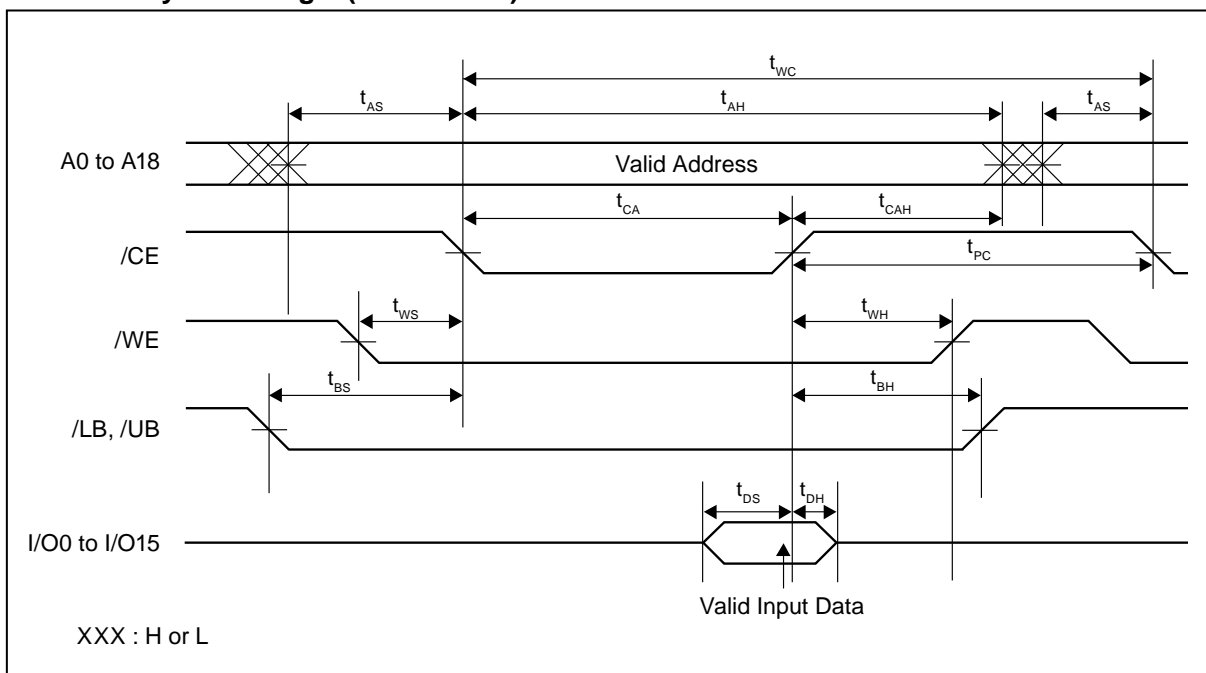 t_WC
t_AS t_AH t_AS
A0 to A18 Valid Address
t_CA t_CAH
/CE
t_PC
t_WS t_WH
/WE
t_BS t_BH
/LB, /UB
t_DS t_DH
I/O0 to I/O15
Valid Input Data
XXX : H or L